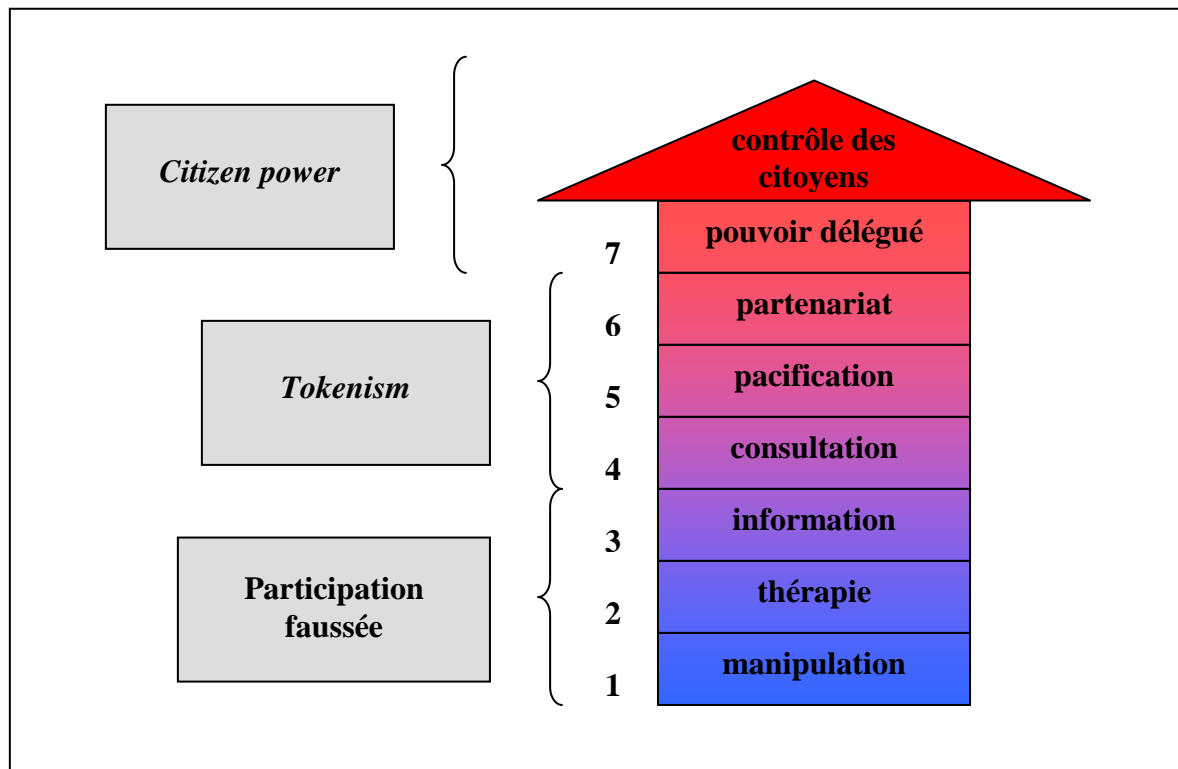 contrôle des
citoyens
Citizen power
7 pouvoir délégué
6 partenariat
5 pacification
Tokenism
4 consultation
3 information
Participation
faussée
2 thérapie
1 manipulation